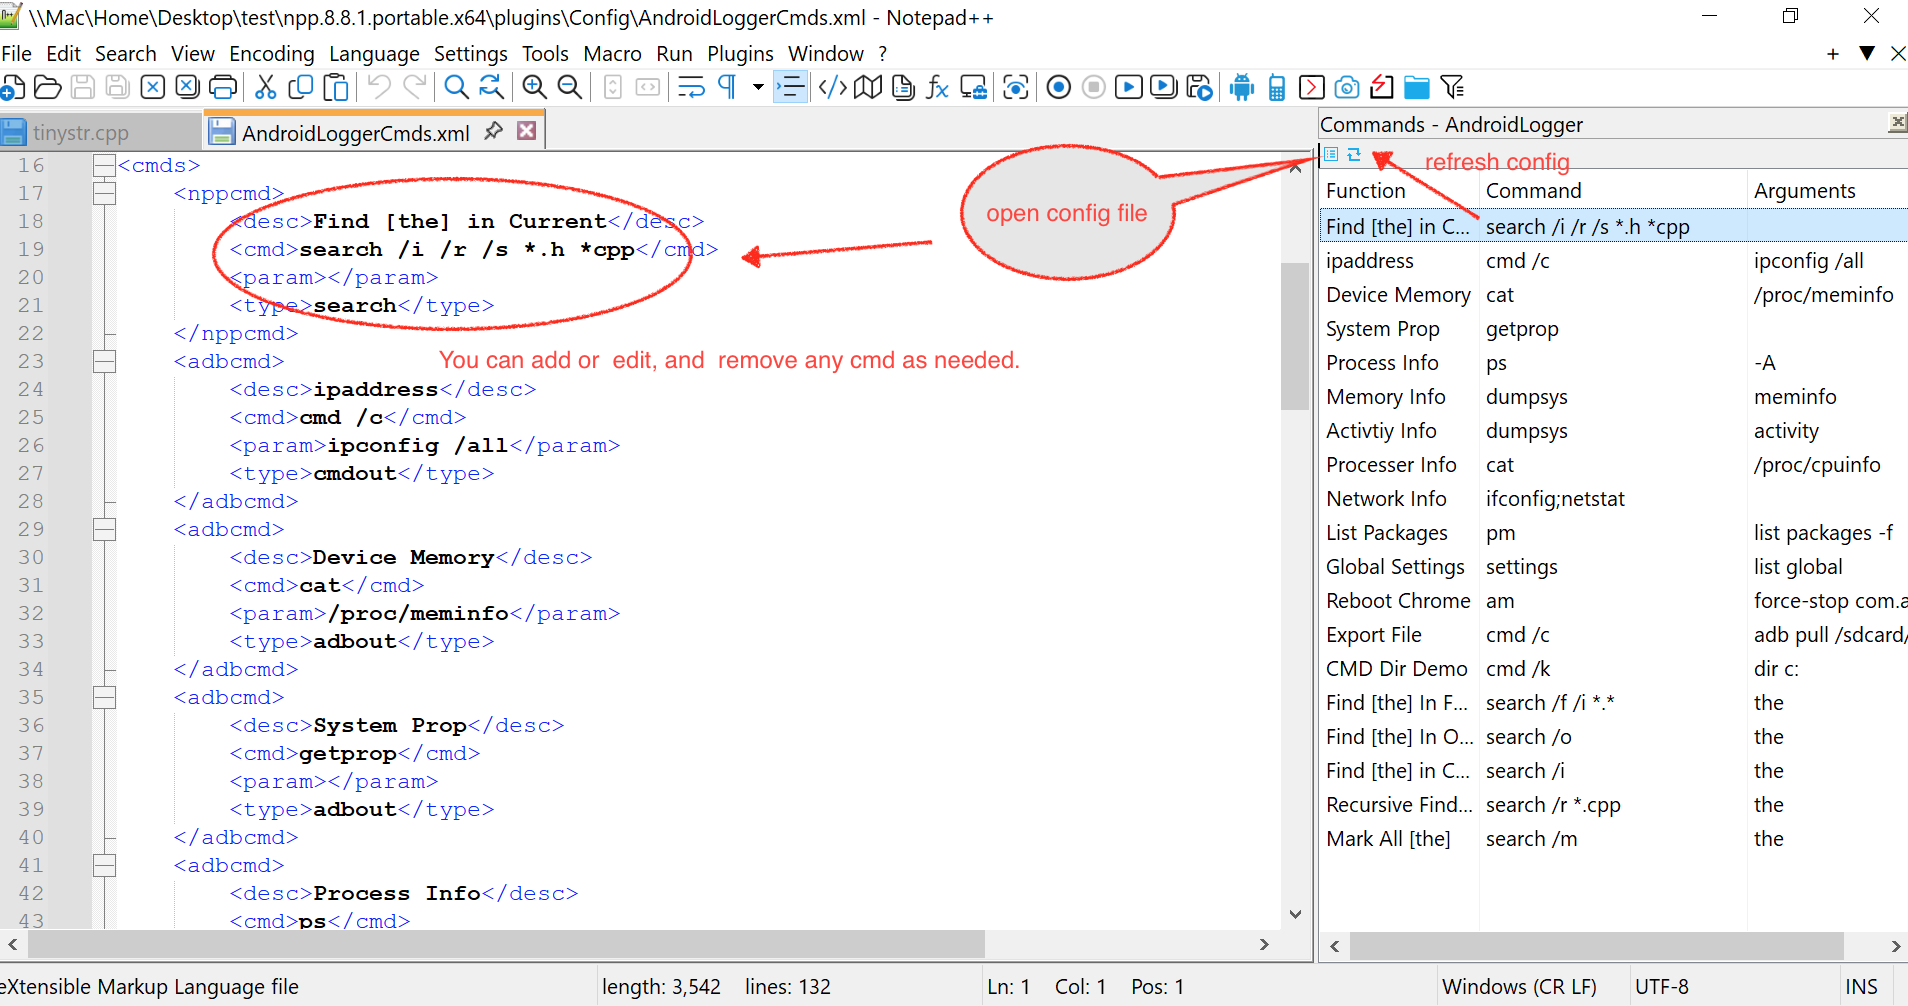 \\Mac\Home\Desktop\test\npp.8.8.1.portable.x64\plugins\Config\AndroidLoggerCmds.xml - Notepad++
File Edit Search View Encoding Language Settings Tools Macro Run Plugins Window ?
tinystr.cpp
AndroidLoggerCmds.xml
16 <cmds>
17 <nppcmd>
18 <desc>Find [the] in Current</desc>
19 <cmd>search /i /r /s *.h *cpp</cmd>
20 <param></param>
21 <type>search</type>
22 </nppcmd>
23 <adbcmd>
24 <desc>ipaddress</desc>
25 <cmd>cmd /c</cmd>
26 <param>ipconfig /all</param>
27 <type>cmdout</type>
28 </adbcmd>
29 <adbcmd>
30 <desc>Device Memory</desc>
31 <cmd>cat</cmd>
32 <param>/proc/meminfo</param>
33 <type>adbout</type>
34 </adbcmd>
35 <adbcmd>
36 <desc>System Prop</desc>
37 <cmd>getprop</cmd>
38 <param></param>
39 <type>adbout</type>
40 </adbcmd>
41 <adbcmd>
42 <desc>Process Info</desc>
43 <cmd>ps</cmd>
open config file
You can add or edit, and remove any cmd as needed.
Commands - AndroidLogger
refresh config
Function Command Arguments
Find [the] in C... search /i /r /s *.h *cpp
ipaddress cmd /c ipconfig /all
Device Memory cat /proc/meminfo
System Prop getprop
Process Info ps -A
Memory Info dumpsys meminfo
Activtiy Info dumpsys activity
Processer Info cat /proc/cpuinfo
Network Info ifconfig;netstat
List Packages pm list packages -f
Global Settings settings list global
Reboot Chrome am force-stop com.a
Export File cmd /c adb pull /sdcard/
CMD Dir Demo cmd /k dir c:
Find [the] In F... search /f /i *.* the
Find [the] In O... search /o the
Find [the] in C... search /i the
Recursive Find... search /r *.cpp the
Mark All [the] search /m the
eXtensible Markup Language file length: 3,542 lines: 132 Ln: 1 Col: 1 Pos: 1 Windows (CR LF) UTF-8 INS